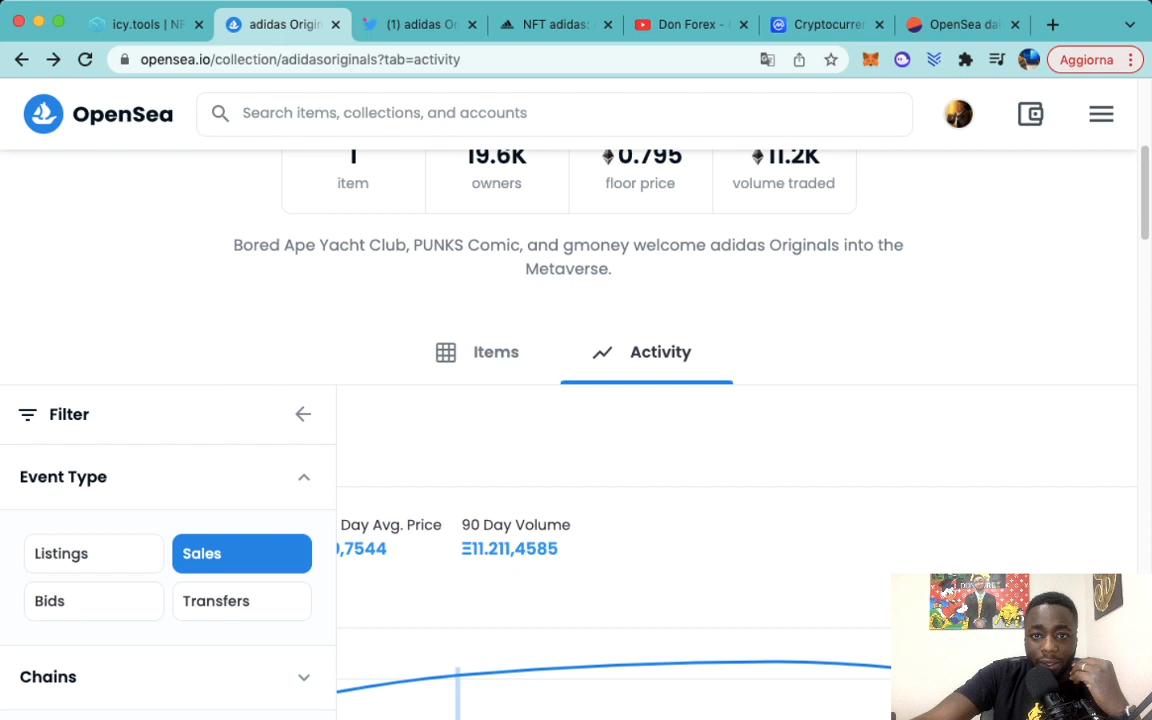 icy.tools | NF
adidas Origin
(1) adidas Or
NFT adidas:
Don Forex -
Cryptocurren
OpenSea dai
opensea.io/collection/adidasoriginals?tab=activity
Aggiorna
OpenSea
Search items, collections, and accounts
1
19.6K
0.795
11.2K
item
owners
floor price
volume traded
Bored Ape Yacht Club, PUNKS Comic, and gmoney welcome adidas Originals into the
Metaverse.
Items
Activity
Filter
Event Type
Day Avg. Price
90 Day Volume
,7544
Ξ11.211,4585
Listings
Sales
Bids
Transfers
Chains